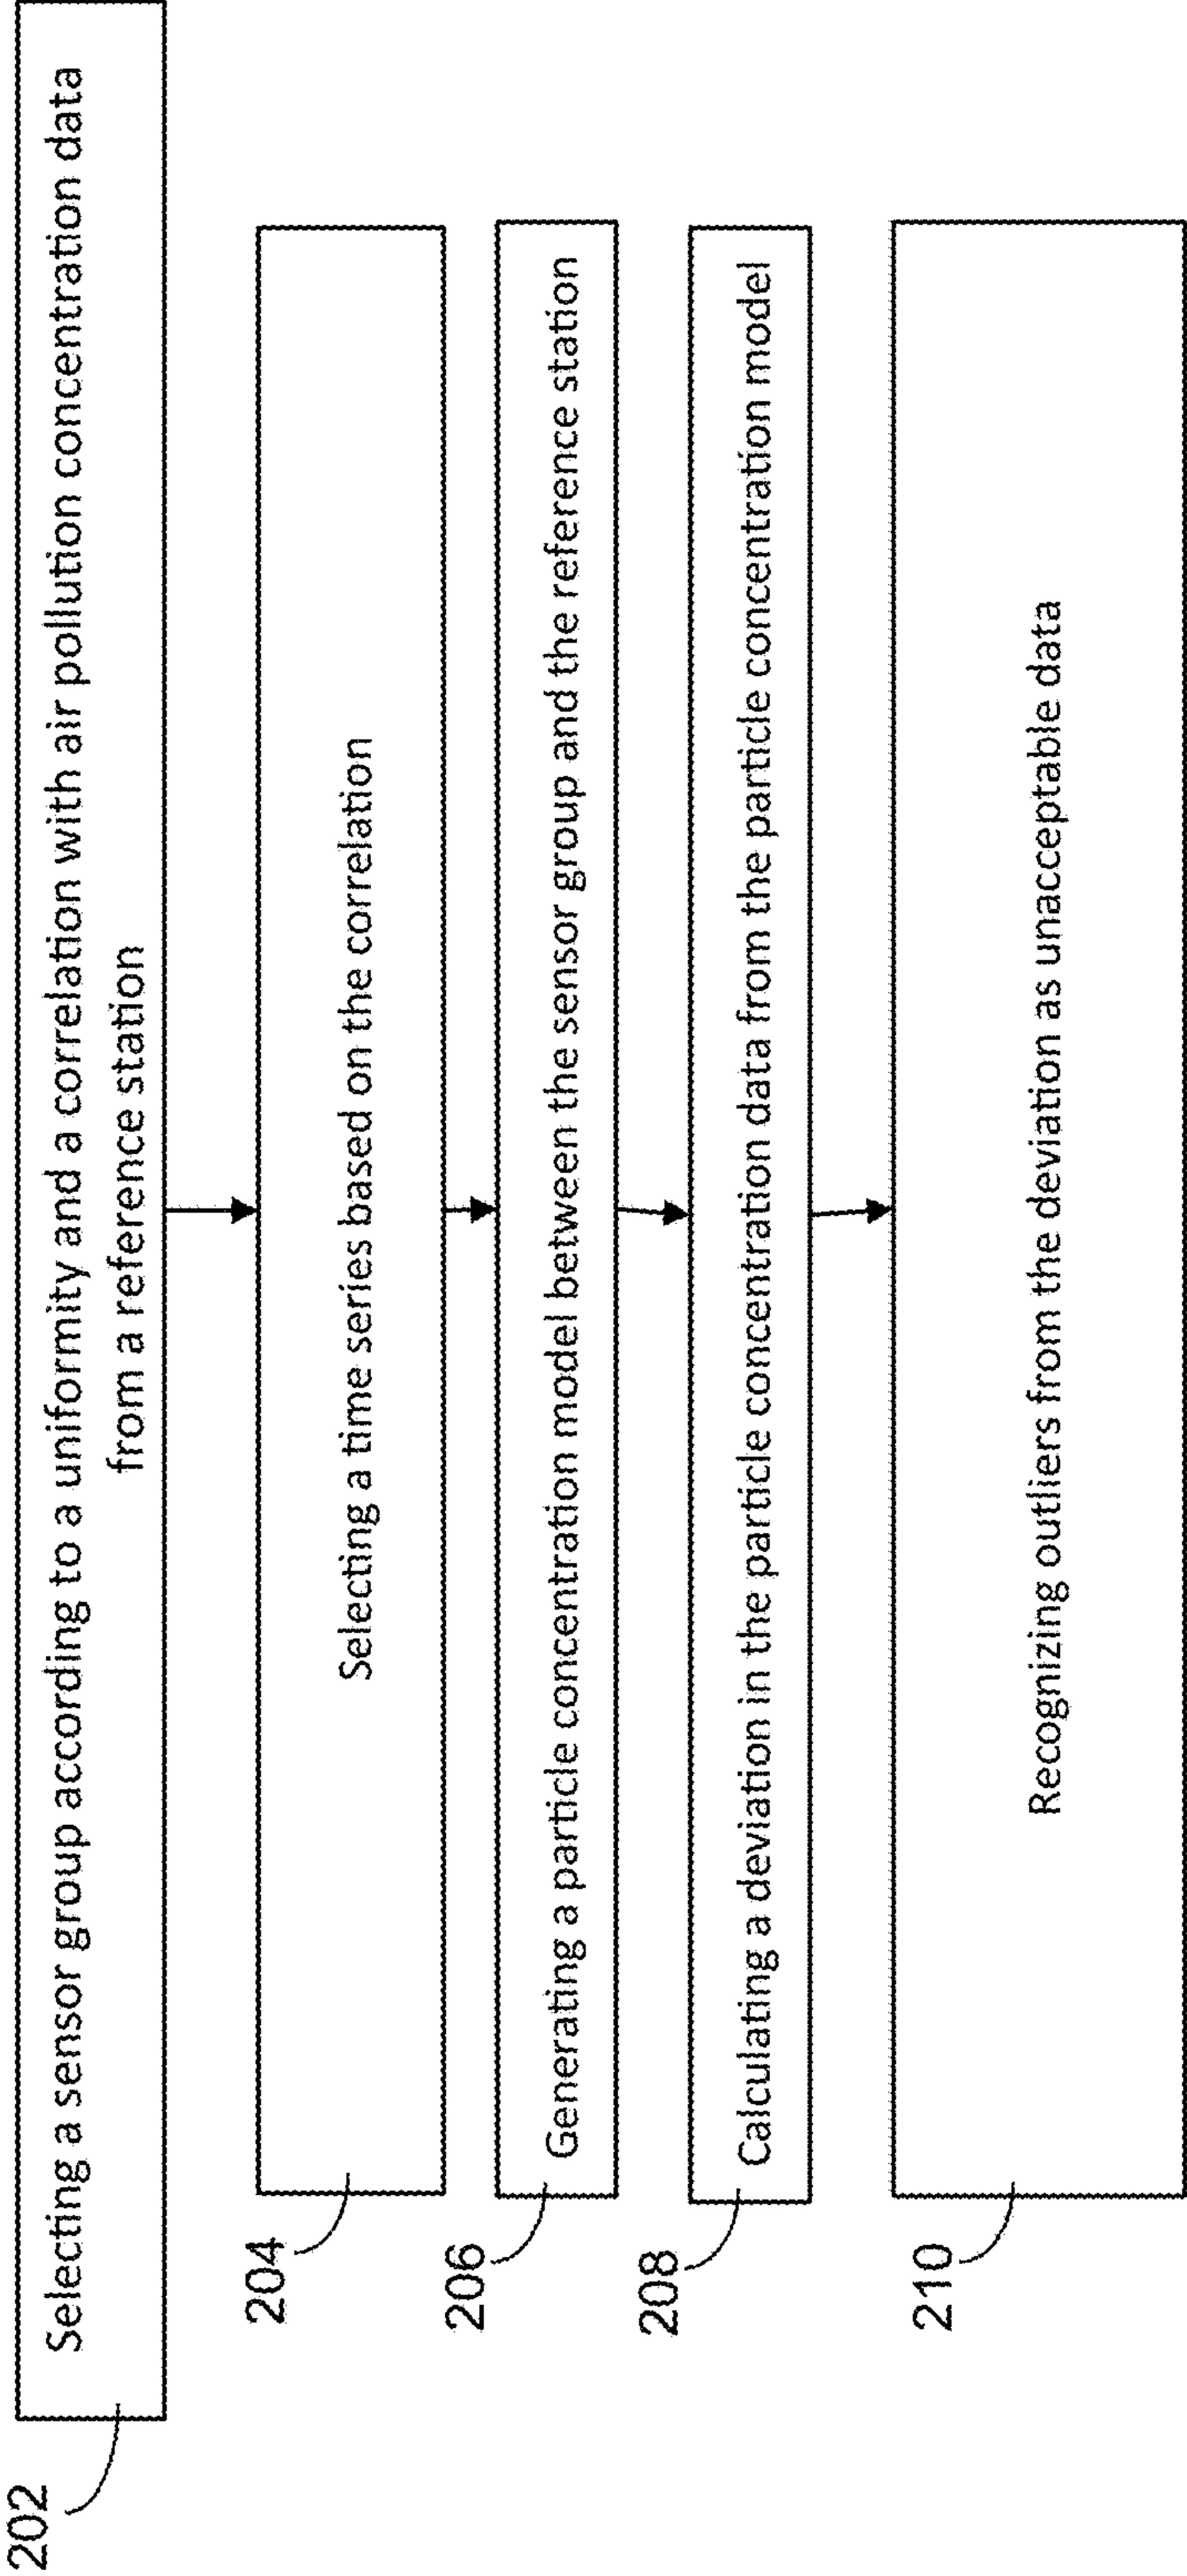 202
Selecting a sensor group according to a uniformity and a correlation with air pollution concentration data
from a reference station
204
Selecting a time series based on the correlation
206
Generating a particle concentration model between the sensor group and the reference station
208
Calculating a deviation in the particle concentration data from the particle concentration model
210
Recognizing outliers from the deviation as unacceptable data